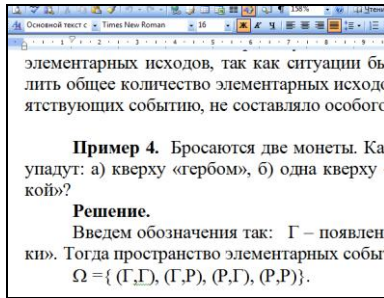 158%
Чтени
Основной текст с
Times New Roman
16
Ж К Ч
элементарных исходов, так как ситуации бы
лить общее количество элементарных исходо
ятствующих событию, не составляло особого
Пример 4. Бросаются две монеты. Ка
упадут: а) кверху «гербом», б) одна кверху
кой»?
Решение.
Введем обозначения так: Г – появлен
ки». Тогда пространство элементарных событ
Ω ={ (Г,Г), (Г,Р), (Р,Г), (Р,Р)}.